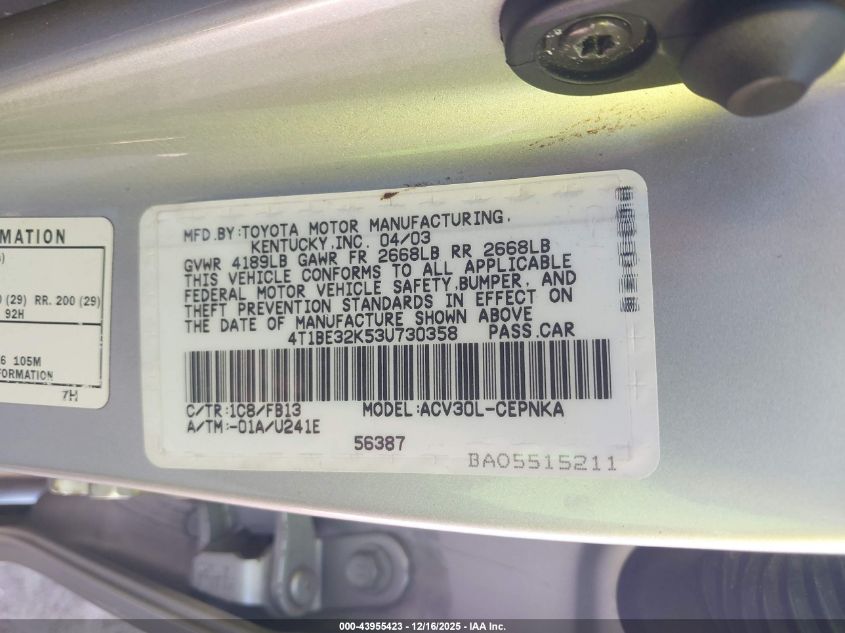 MFD.BY:TOYOTA MOTOR MANUFACTURING,
KENTUCKY,INC. 04/03
GVWR 4189LB GAWR FR 2668LB RR 2668LB
THIS VEHICLE CONFORMS TO ALL APPLICABLE
FEDERAL MOTOR VEHICLE SAFETY,BUMPER, AND
THEFT PREVENTION STANDARDS IN EFFECT ON
THE DATE OF MANUFACTURE SHOWN ABOVE
4T1BE32K53U730358 PASS.CAR
C/TR:1C8/FB13 MODEL:ACV30L-CEPNKA
A/TM:-01A/U241E
56387
BA05515211
MATION
(29) RR. 200 (29)
92H
6 105M
FORMATION
7H
000-43955423 - 12/16/2025 - IAA Inc.